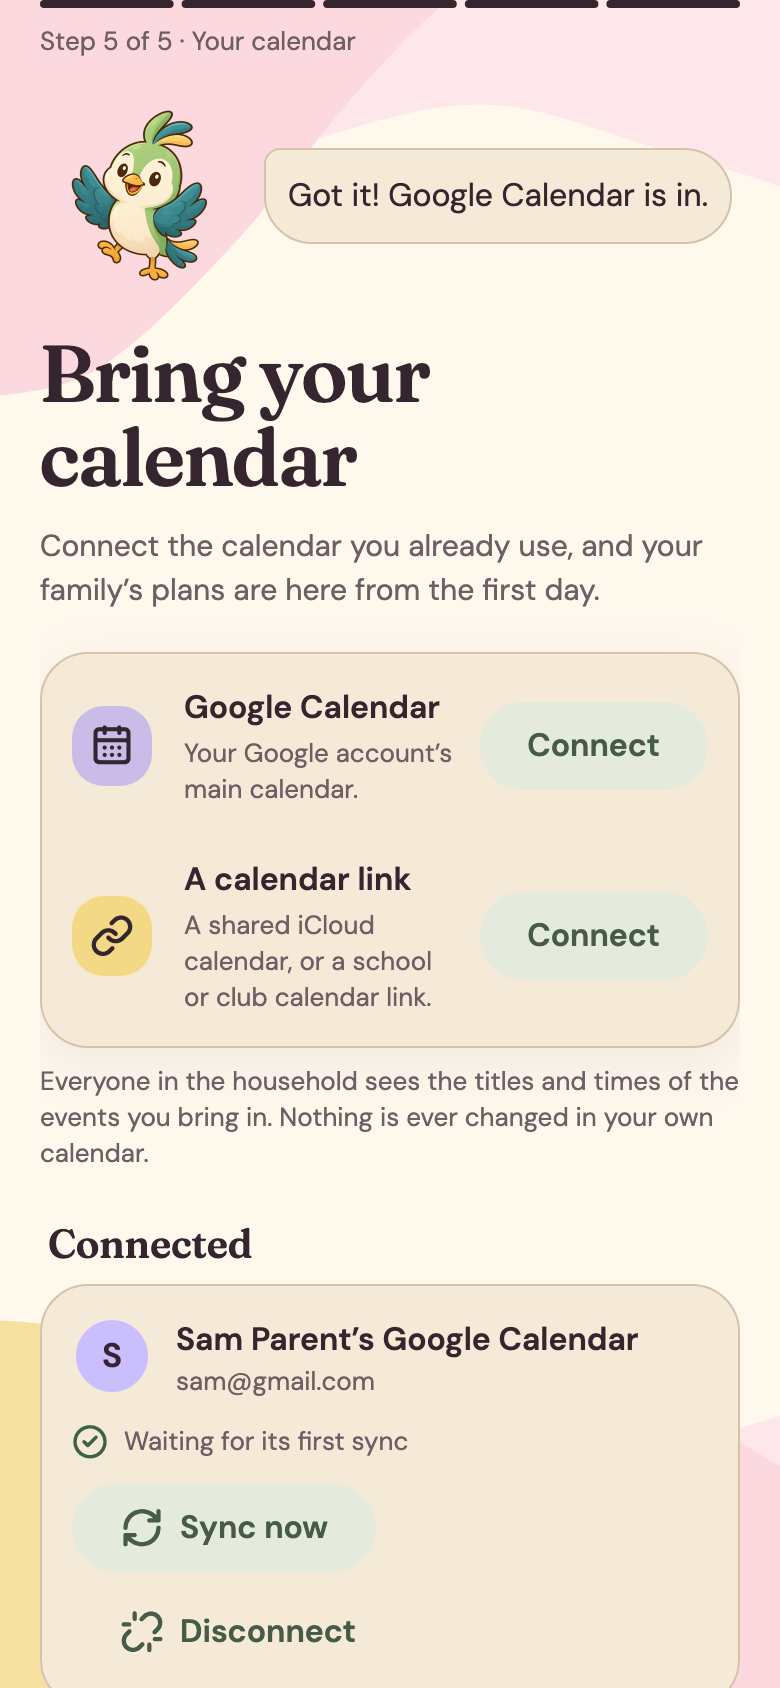 Step 5 of 5 · Your calendar
Got it! Google Calendar is in.
Bring your
calendar
Connect the calendar you already use, and your
family’s plans are here from the first day.
Google Calendar
Your Google account’s
main calendar.
Connect
A calendar link
A shared iCloud
calendar, or a school
or club calendar link.
Connect
Everyone in the household sees the titles and times of the
events you bring in. Nothing is ever changed in your own
calendar.
Connected
S
Sam Parent’s Google Calendar
sam@gmail.com
Waiting for its first sync
Sync now
Disconnect